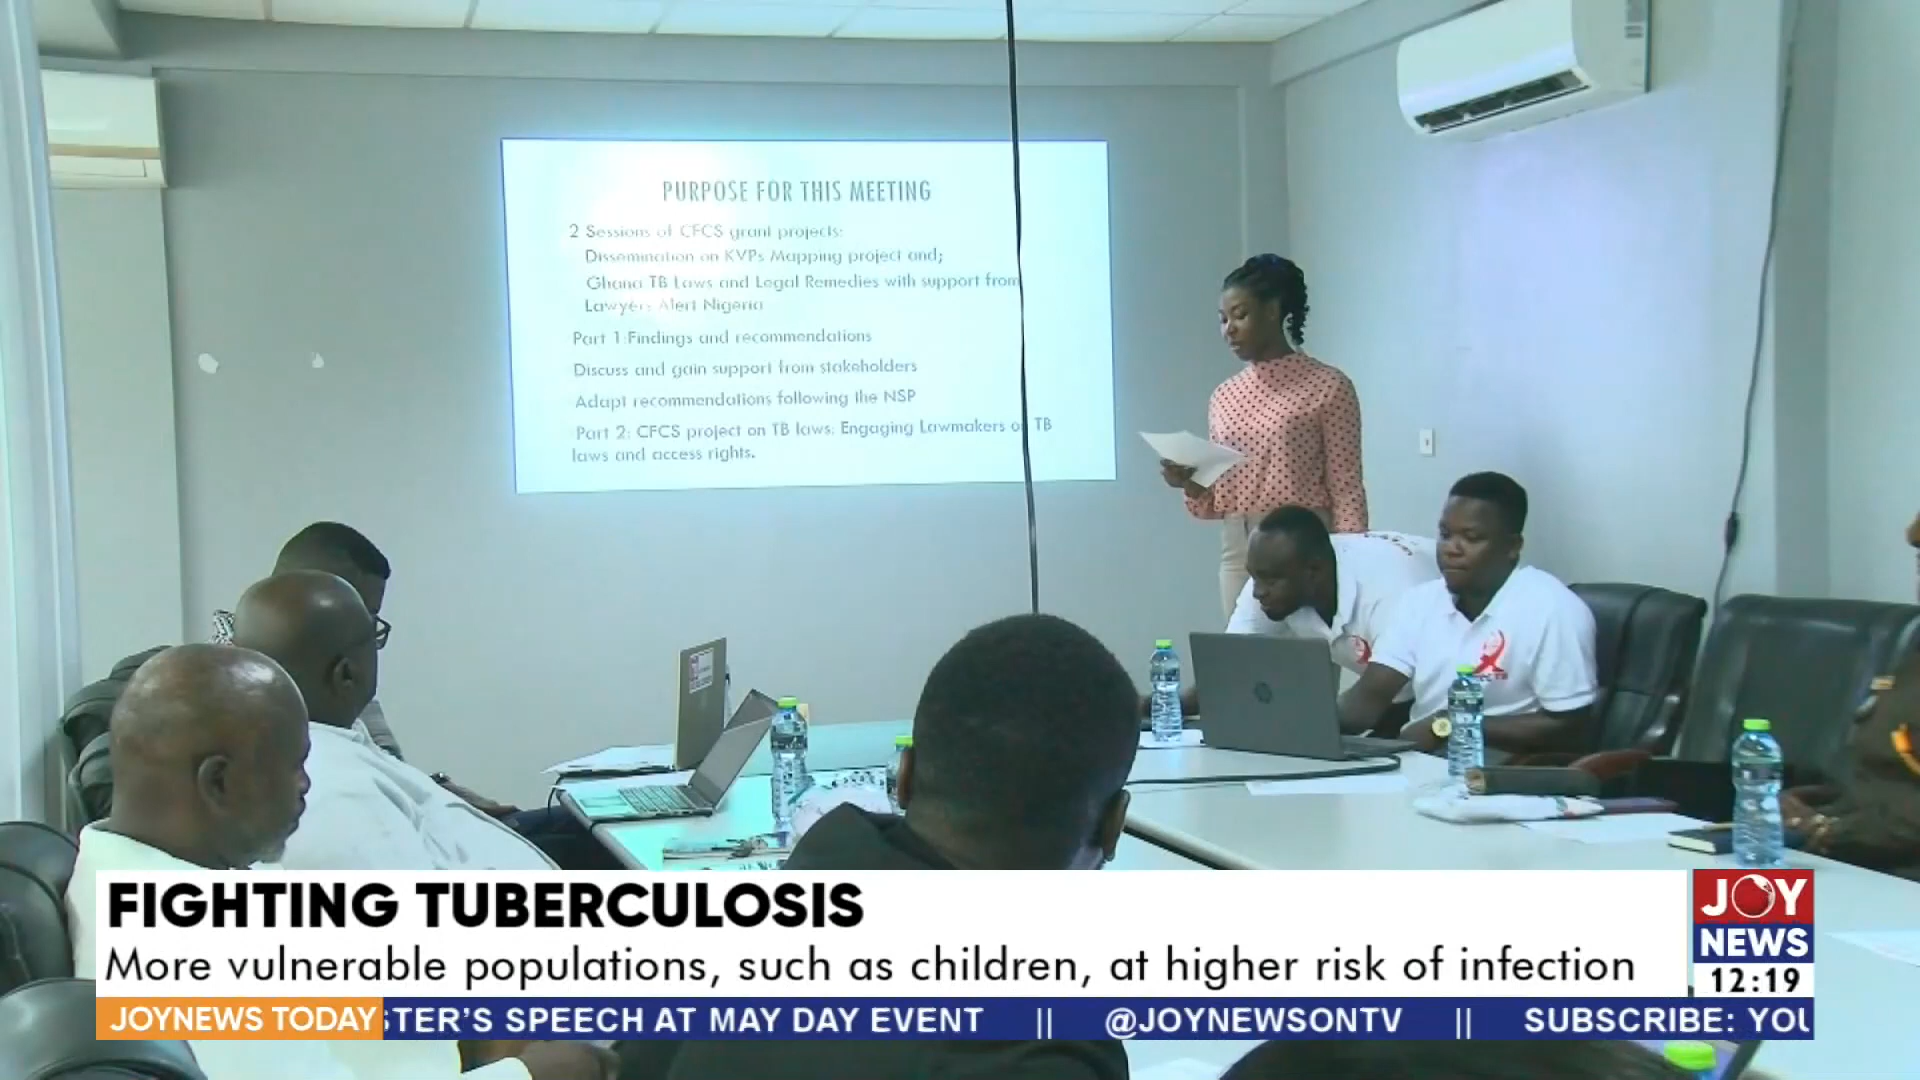 PURPOSE FOR THIS MEETING
2 Sessions of CFCS grant projects:
Dissemination on KVPs Mapping project and;
Ghana TB Laws and Legal Remedies with support from
Lawyers Alert Nigeria
Part 1:Findings and recommendations
Discuss and gain support from stakeholders
Adapt recommendations following the NSP
Part 2: CFCS project on TB laws: Engaging Lawmakers on TB
laws and access rights.
FIGHTING TUBERCULOSIS
More vulnerable populations, such as children, at higher risk of infection
JOY
NEWS
12:19
JOYNEWS TODAY
STER'S SPEECH AT MAY DAY EVENT || @JOYNEWSONTV || SUBSCRIBE: YOU